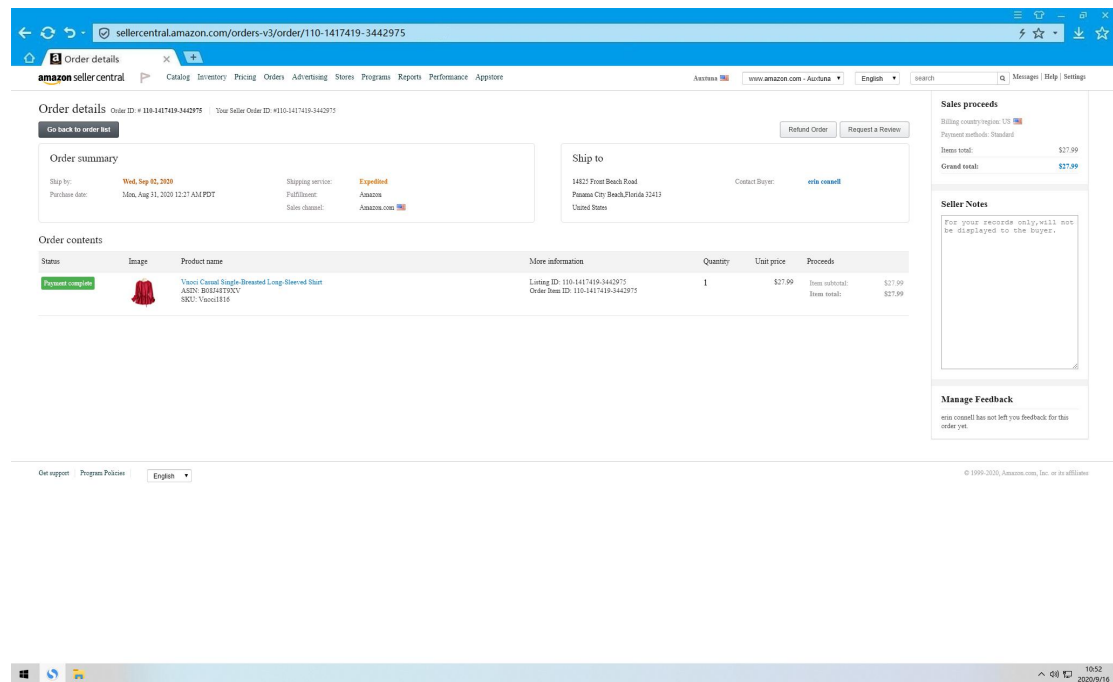 sellercentral.amazon.com/orders-v3/order/110-1417419-3442975
Order details
amazon seller central Catalog Inventory Pricing Orders Advertising Stores Programs Reports Performance Appstore Auxtuna www.amazon.com - Auxtuna English search Messages | Help | Settings
Order details Order ID: # 110-1417419-3442975 Your Seller Order ID: #110-1417419-3442975
Go back to order list Refund Order Request a Review
Order summary
Ship by: Wed, Sep 02, 2020 Shipping service: Expedited
Purchase date: Mon, Aug 31, 2020 12:27 AM PDT Fulfillment: Amazon
Sales channel: Amazon.com
Ship to
14825 Front Beach Road Contact Buyer: erin connell
Panama City Beach,Florida 32413
United States
Order contents
Status Image Product name More information Quantity Unit price Proceeds
Payment complete Vnoci Casual Single-Breasted Long-Sleeved Shirt Listing ID: 110-1417419-3442975 1 $27.99 Item subtotal: $27.99
ASIN: B08J48T9XV Order Item ID: 110-1417419-3442975 Item total: $27.99
SKU: Vnoci1816
Sales proceeds
Billing country/region: US
Payment methods: Standard
Items total: $27.99
Grand total: $27.99
Seller Notes
For your records only,will not
be displayed to the buyer.
Manage Feedback
erin connell has not left you feedback for this
order yet.
Get support Program Policies English © 1999-2020, Amazon.com, Inc. or its affiliates
10:52
2020/9/16